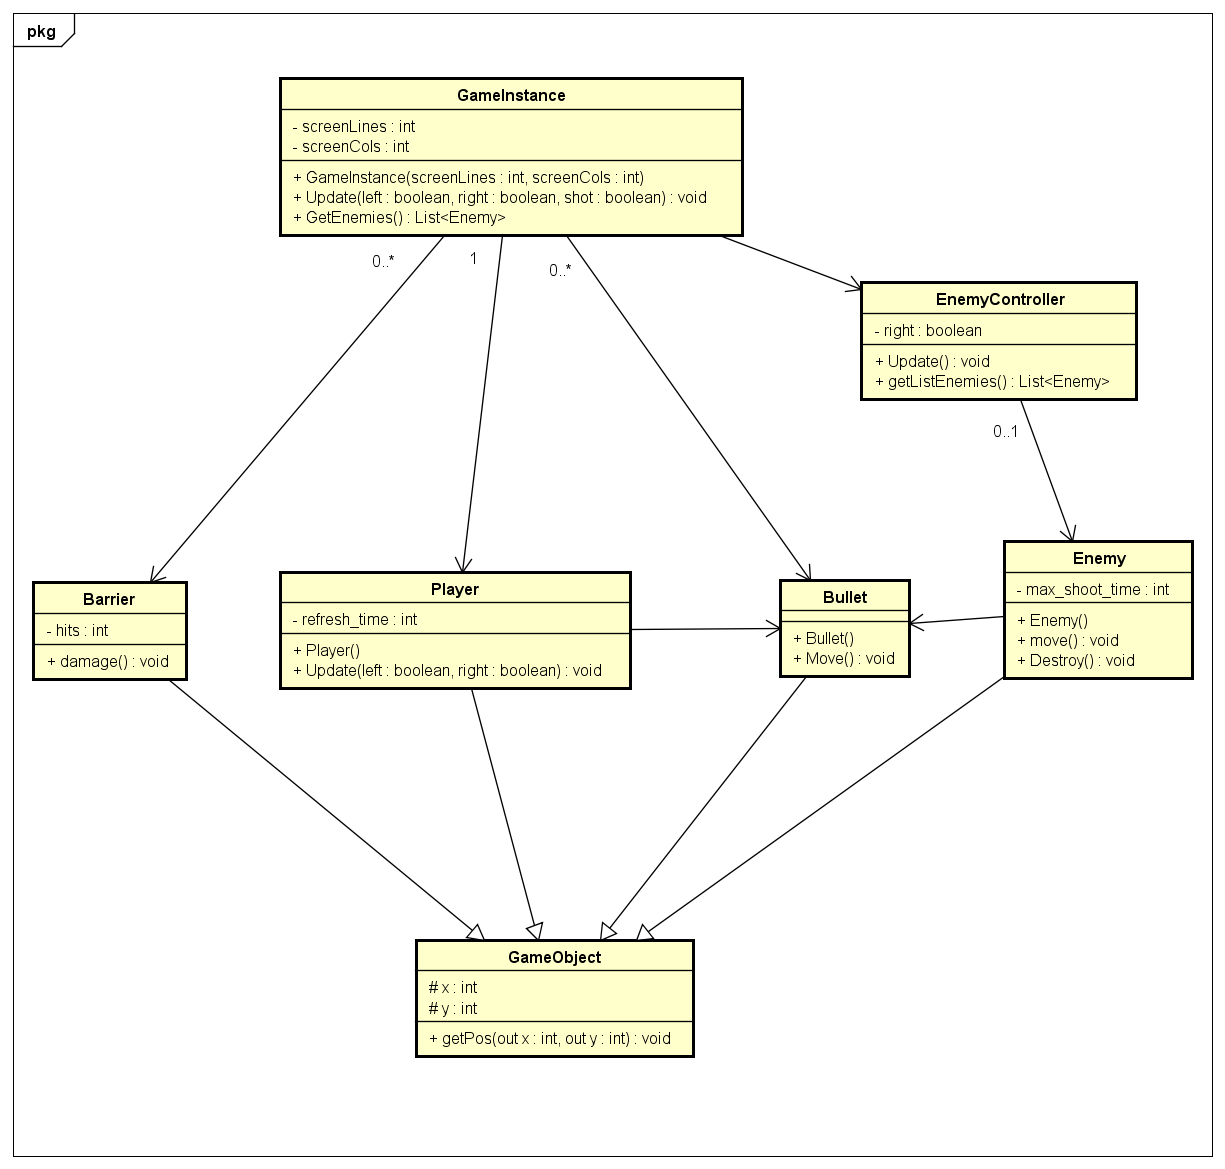 pkg
GameInstance
- screenLines : int
- screenCols : int
+ GameInstance(screenLines : int, screenCols : int)
+ Update(left : boolean, right : boolean, shot : boolean) : void
+ GetEnemies() : List<Enemy>
0..*
1
0..*
EnemyController
- right : boolean
+ Update() : void
+ getListEnemies() : List<Enemy>
0..1
Barrier
- hits : int
+ damage() : void
Player
- refresh_time : int
+ Player()
+ Update(left : boolean, right : boolean) : void
Bullet
+ Bullet()
+ Move() : void
Enemy
- max_shoot_time : int
+ Enemy()
+ move() : void
+ Destroy() : void
GameObject
# x : int
# y : int
+ getPos(out x : int, out y : int) : void